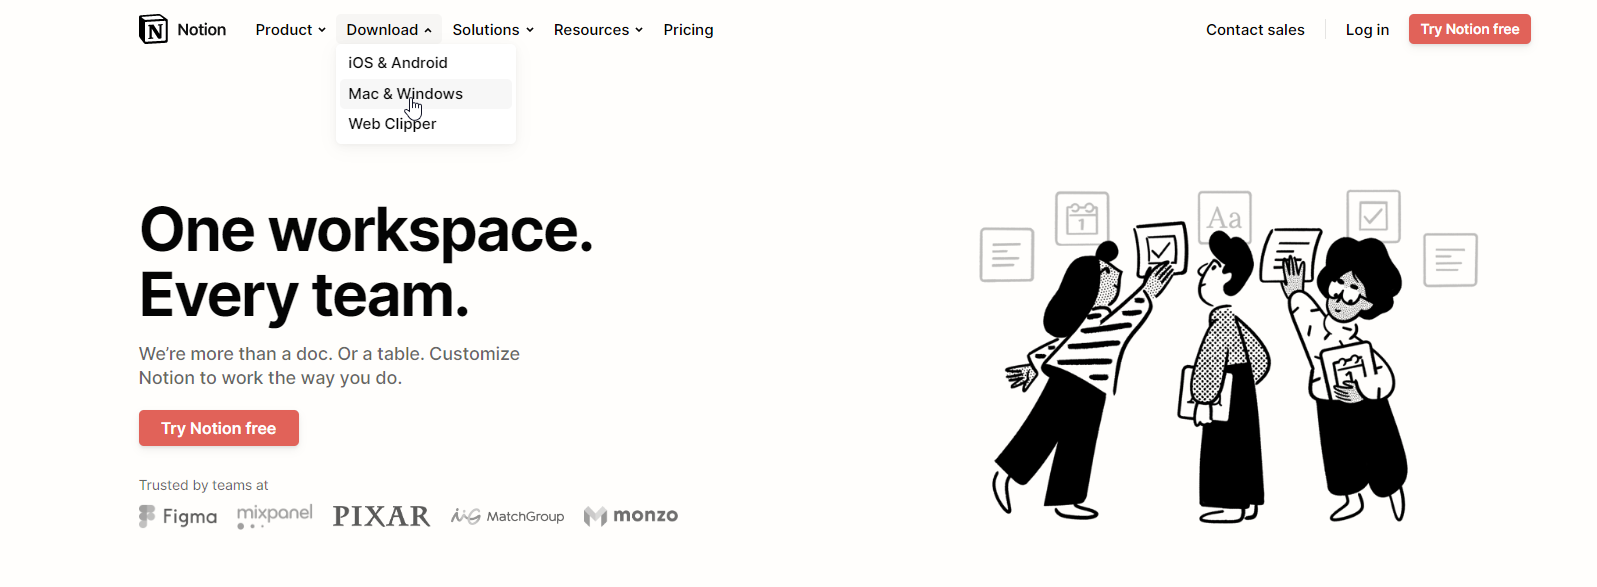 Notion
Product
Download
Solutions
Resources
Pricing
Contact sales
Log in
Try Notion free
iOS & Android
Mac & Windows
Web Clipper
One workspace.
Every team.
We’re more than a doc. Or a table. Customize
Notion to work the way you do.
Try Notion free
Trusted by teams at
Figma
mixpanel
PIXAR
MatchGroup
monzo
1
Aa
1